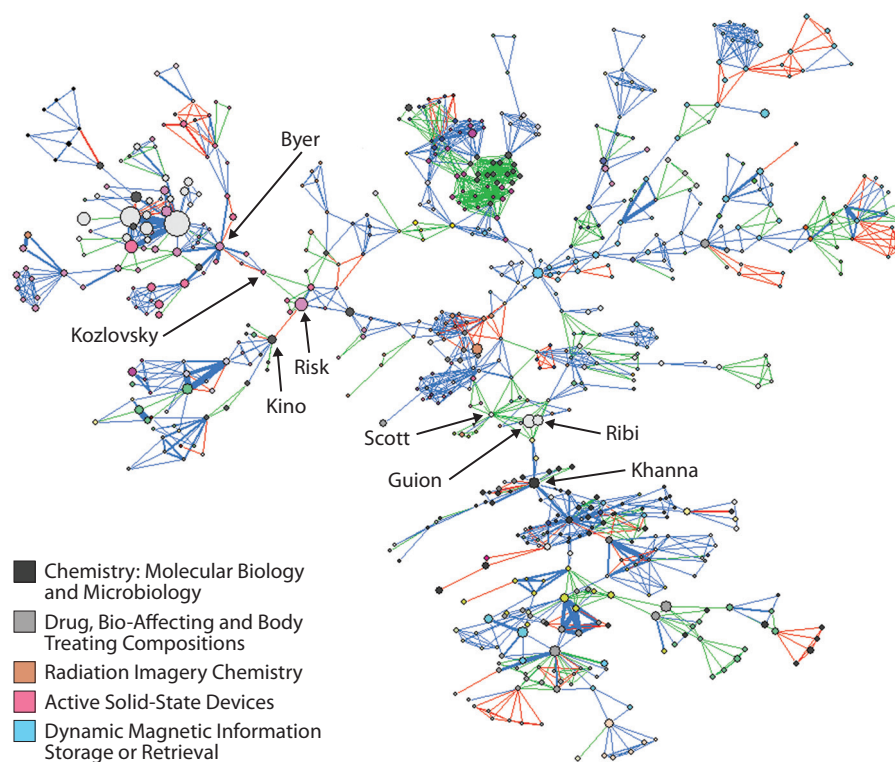 Byer
Kozlovsky
Risk
Kino
Scott
Ribi
Guion
Khanna
Chemistry: Molecular Biology
and Microbiology
Drug, Bio-Affecting and Body
Treating Compositions
Radiation Imagery Chemistry
Active Solid-State Devices
Dynamic Magnetic Information
Storage or Retrieval